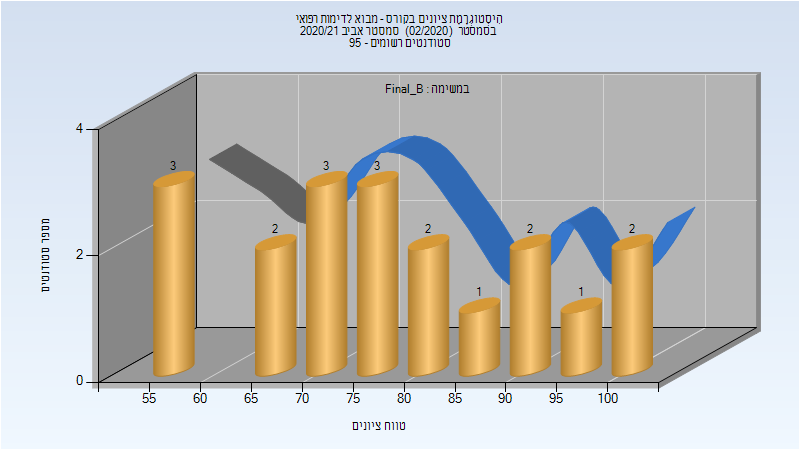 היסטוגרמת ציונים בקורס - מבוא לדימות רפואי
בסמסטר (02/2020) סמסטר אביב 2020/21
סטודנטים רשומים - 95
במשימה : Final_B
4
2
0
מספר סטודנטים
3
2
3
3
2
1
2
1
2
55 60 65 70 75 80 85 90 95 100
טווח ציונים